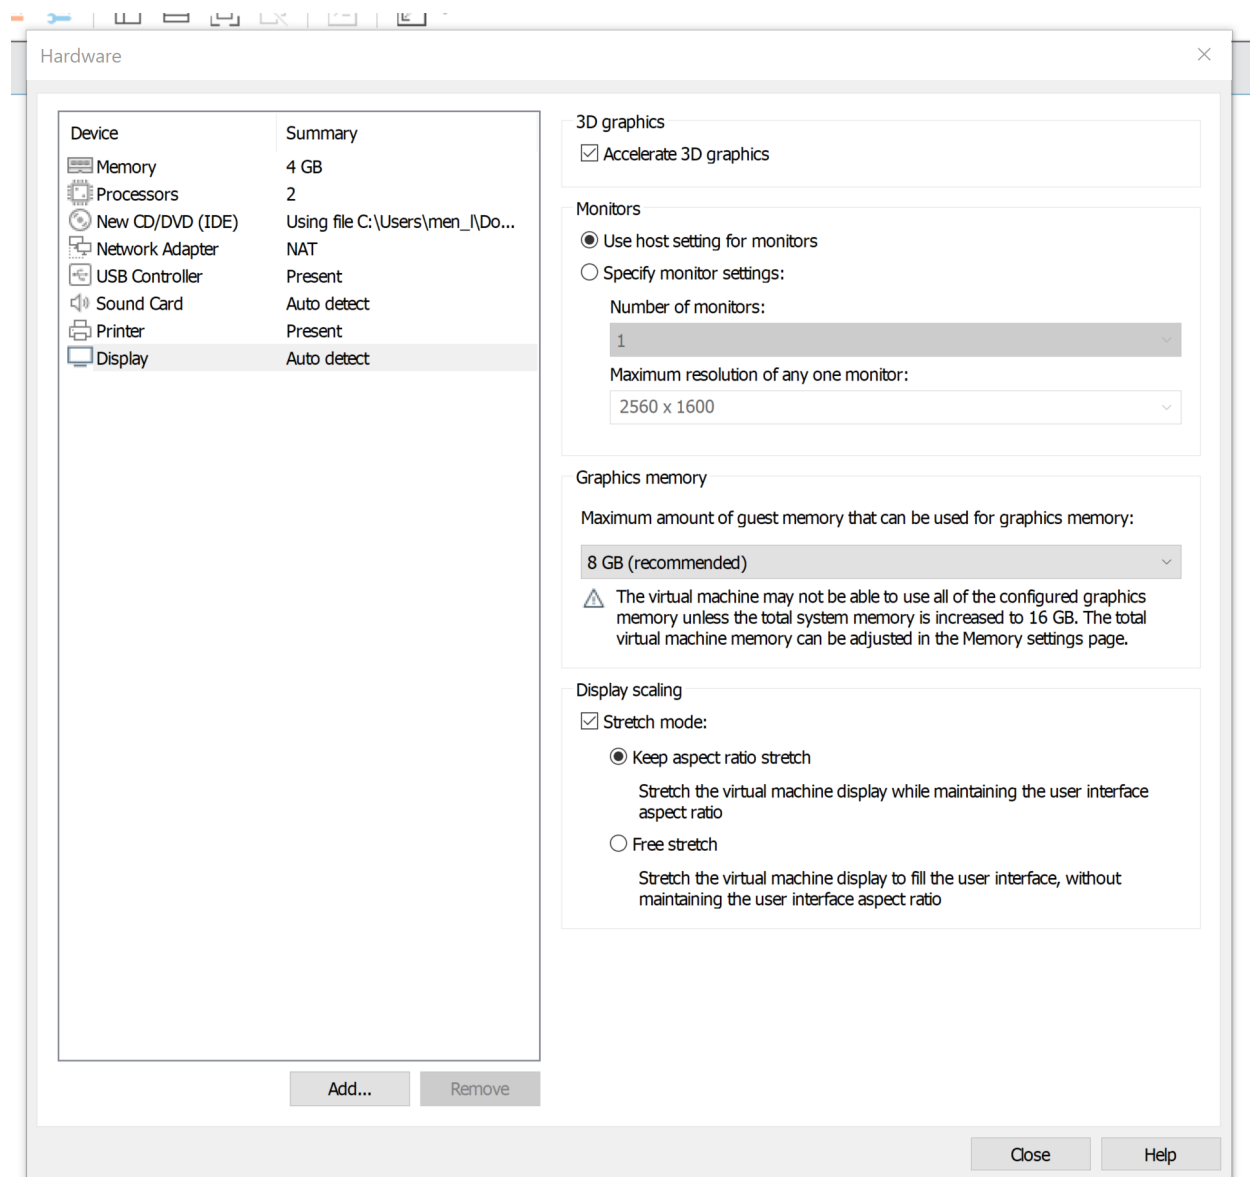 Hardware
Device Summary
Memory 4 GB
Processors 2
New CD/DVD (IDE) Using file C:\Users\men_l\Do...
Network Adapter NAT
USB Controller Present
Sound Card Auto detect
Printer Present
Display Auto detect
Add...
Remove
3D graphics
Accelerate 3D graphics
Monitors
Use host setting for monitors
Specify monitor settings:
Number of monitors:
1
Maximum resolution of any one monitor:
2560 x 1600
Graphics memory
Maximum amount of guest memory that can be used for graphics memory:
8 GB (recommended)
The virtual machine may not be able to use all of the configured graphics
memory unless the total system memory is increased to 16 GB. The total
virtual machine memory can be adjusted in the Memory settings page.
Display scaling
Stretch mode:
Keep aspect ratio stretch
Stretch the virtual machine display while maintaining the user interface
aspect ratio
Free stretch
Stretch the virtual machine display to fill the user interface, without
maintaining the user interface aspect ratio
Close
Help